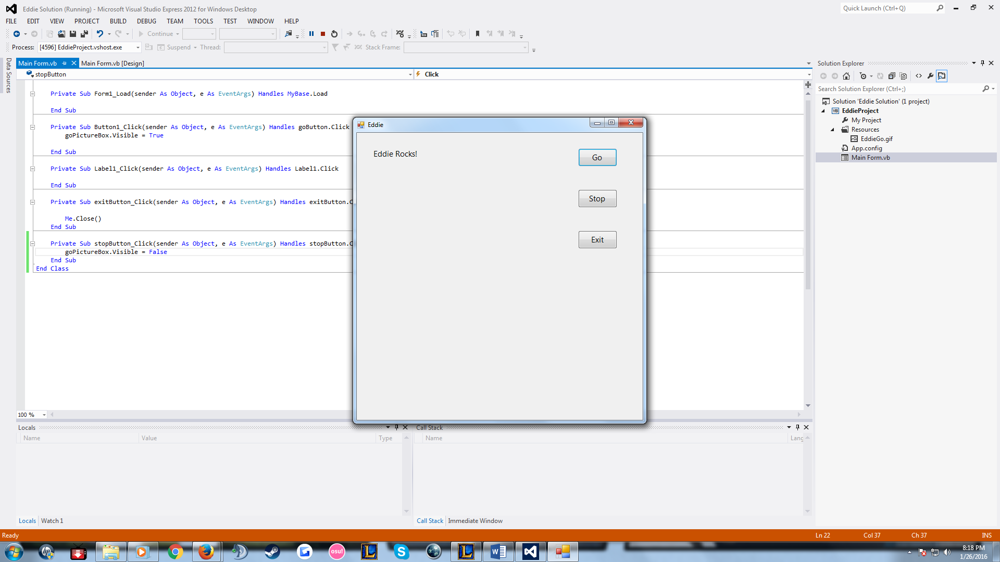 Eddie Solution (Running) - Microsoft Visual Studio Express 2012 for Windows Desktop
Quick Launch (Ctrl+Q)
FILE EDIT VIEW PROJECT BUILD DEBUG TEAM TOOLS TEST WINDOW HELP
Continue
Process: [4596] EddieProject.vshost.exe Suspend Thread: Stack Frame:
Data Sources
Main Form.vb Main Form.vb [Design]
stopButton Click
Private Sub Form1_Load(sender As Object, e As EventArgs) Handles MyBase.Load
End Sub
Private Sub Button1_Click(sender As Object, e As EventArgs) Handles goButton.Click
goPictureBox.Visible = True
End Sub
Private Sub Label1_Click(sender As Object, e As EventArgs) Handles Label1.Click
End Sub
Private Sub exitButton_Click(sender As Object, e As EventArgs) Handles exitButton.C
Me.Close()
End Sub
Private Sub stopButton_Click(sender As Object, e As EventArgs) Handles stopButton.C
goPictureBox.Visible = False
End Sub
End Class
100 %
Eddie
Eddie Rocks!
Go
Stop
Exit
Solution Explorer
Search Solution Explorer (Ctrl+;)
Solution 'Eddie Solution' (1 project)
VB EddieProject
My Project
Resources
EddieGo.gif
App.config
Main Form.vb
Locals
Name Value Type
Locals Watch 1
Call Stack
Name Lang
Call Stack Immediate Window
Ready Ln 22 Col 37 Ch 37 INS
hp
osu!
L
S
L
W
8:18 PM
1/26/2016